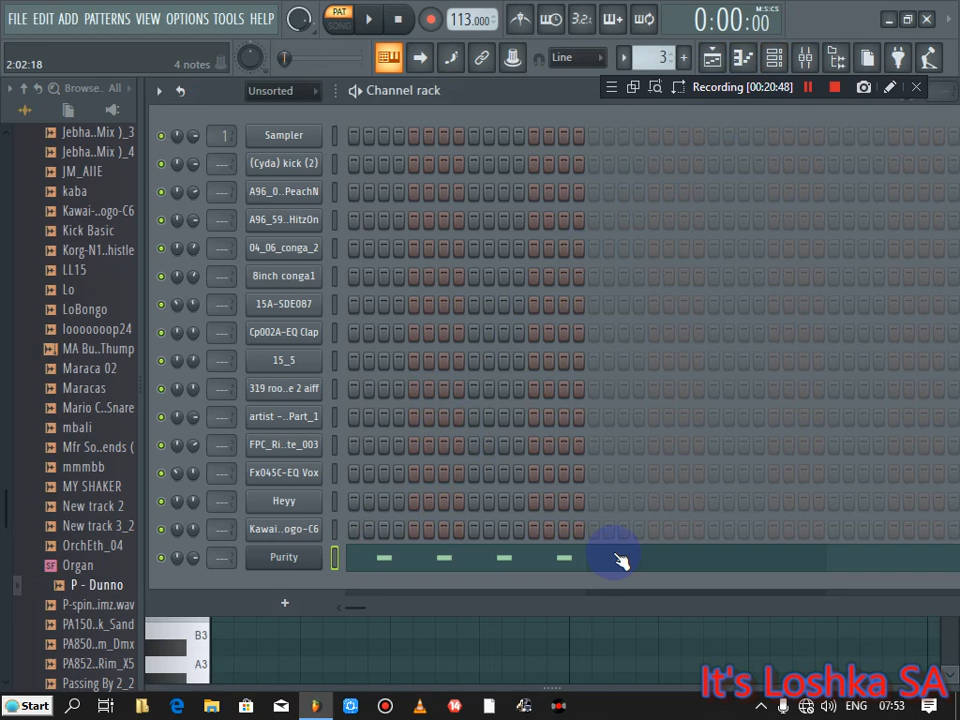 FILE EDIT ADD PATTERNS VIEW OPTIONS TOOLS HELP
PAT
SONG
113.000
3.2
M:S:CS
0:00:00
2:02:18
4 notes
Line
3
Browse.. All
Unsorted
Channel rack
Recording [00:20:48]
Jebha..Mix )_3
Jebha..Mix )_4
JM_AIIE
kaba
Kawai-..ogo-C6
Kick Basic
Korg-N1..histle
LL15
Lo
LoBongo
looooooop24
MA Bu..Thump
Maraca 02
Maracas
Mario C..Snare
mbali
Mfr So..ends (
mmmbb
MY SHAKER
New track 2
New track 3_2
OrchEth_04
Organ
P - Dunno
P-spin..imz.wav
PA150..k_Sand
PA850..m_Dmx
PA852..Rim_X5
Passing By 2_2
1 Sampler
(Cyda) kick (2)
A96_0..PeachN
A96_59..HitzOn
04_06_conga_2
8inch conga1
15A-SDE087
Cp002A-EQ Clap
15_5
319 roo..e 2 aiff
artist -..Part_1
FPC_Ri..te_003
Fx045C-EQ Vox
Heyy
Kawai..ogo-C6
Purity
B3
A3
It's Loshka SA
Start
07:53